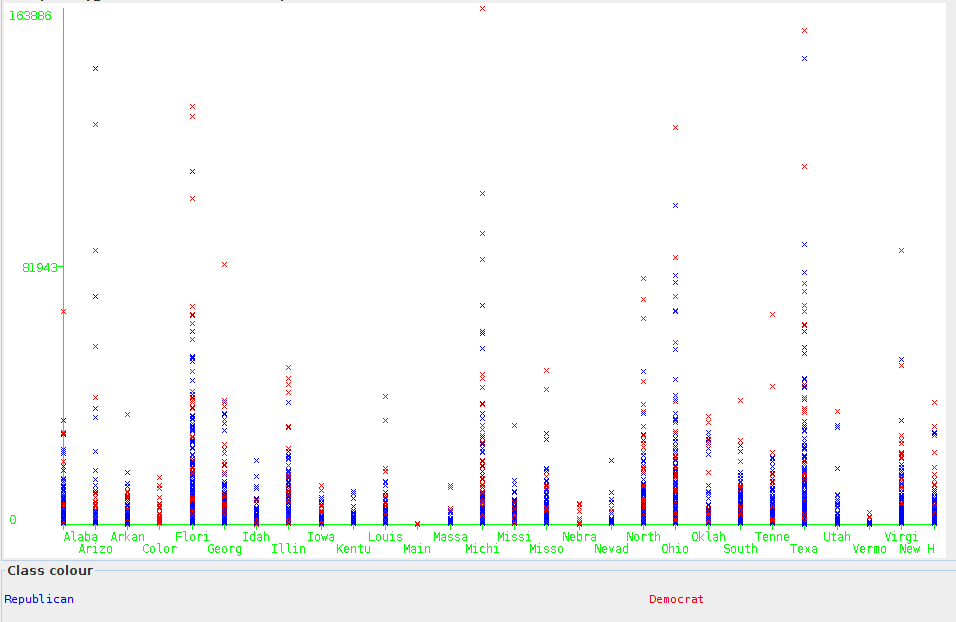 163886
81943
0
Alaba Arkan Flori Idah Iowa Louis Massa Missi Nebra North Oklah Tenne Utah Virgi
Arizo Color Georg Illin Kentu Main Michi Misso Nevad Ohio South Texa Vermo New H
Class colour
Republican Democrat